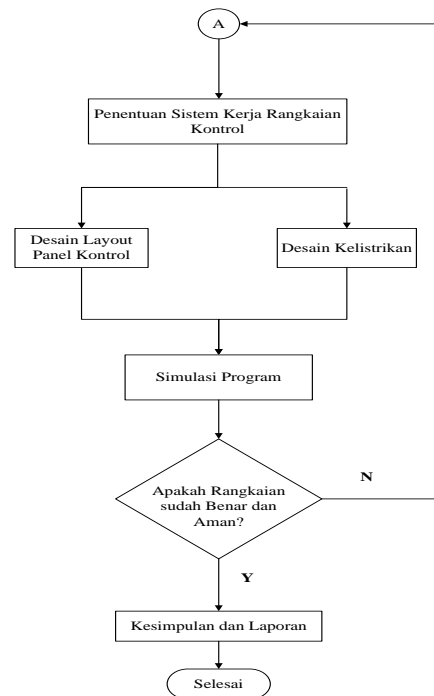 A
Penentuan Sistem Kerja Rangkaian
Kontrol
Desain Layout
Panel Kontrol
Desain Kelistrikan
Simulasi Program
Apakah Rangkaian
sudah Benar dan
Aman?
N
Y
Kesimpulan dan Laporan
Selesai